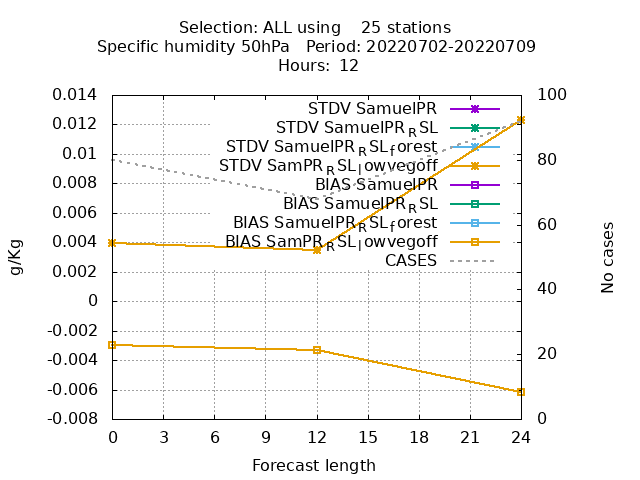 Selection: ALL using    25 stations
Specific humidity 50hPa   Period: 20220702-20220709
Hours:  12
g/Kg
No cases
0.014
0.012
0.01
0.008
0.006
0.004
0.002
0
-0.002
-0.004
-0.006
-0.008
100
80
60
40
20
0
STDV SamuelPR
STDV SamuelPR_RSL
STDV SamuelPR_RSL_forest
STDV SamPR_RSL_lowvegoff
BIAS SamuelPR
BIAS SamuelPR_RSL
BIAS SamuelPR_RSL_forest
BIAS SamPR_RSL_lowvegoff
CASES
0 3 6 9 12 15 18 21 24
Forecast length